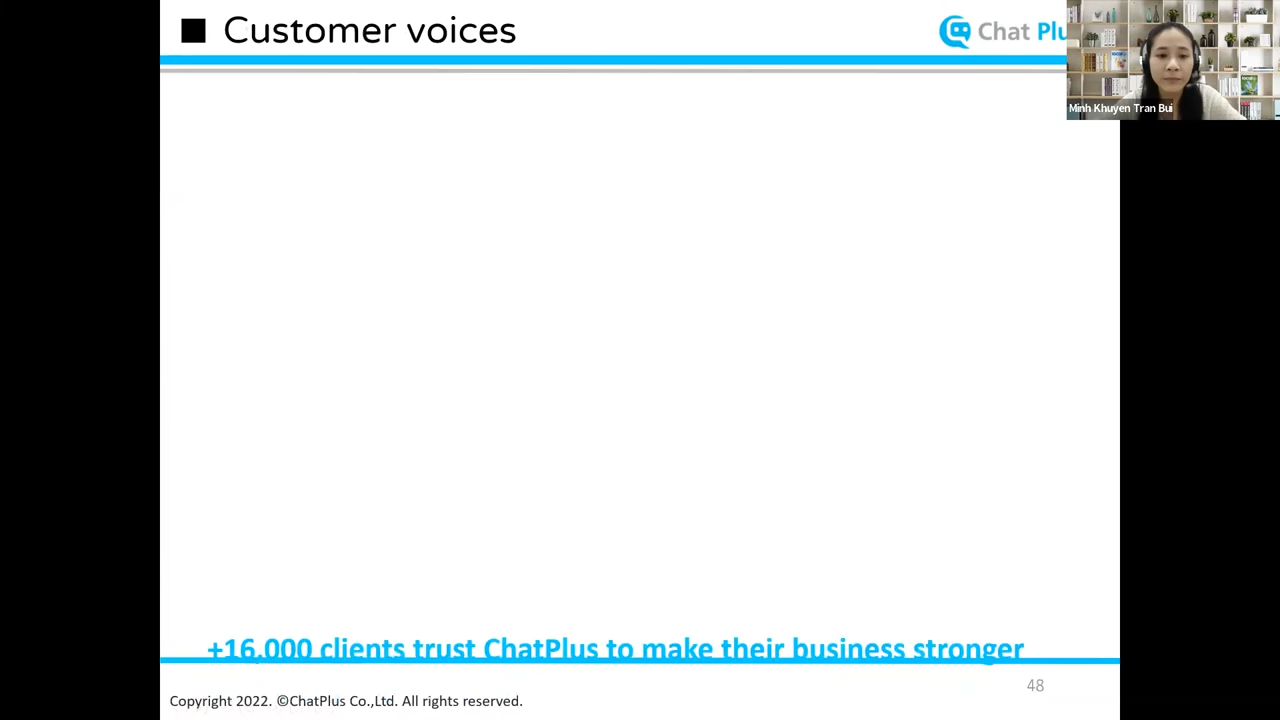 ■ Customer voices
Chat Plu
Minh Khuyen Tran Bui
+16,000 clients trust ChatPlus to make their business stronger
48
Copyright 2022. ©ChatPlus Co.,Ltd. All rights reserved.